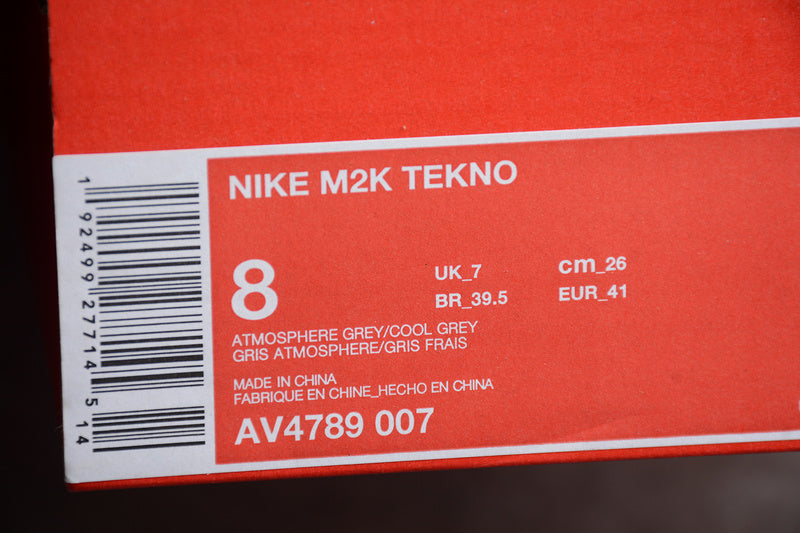 NIKE M2K TEKNO
8
UK_7
cm_26
BR_39.5
EUR_41
ATMOSPHERE GREY/COOL GREY
GRIS ATMOSPHERE/GRIS FRAIS
MADE IN CHINA
FABRIQUE EN CHINE_HECHO EN CHINA
AV4789 007
1 92499 27714 5 14